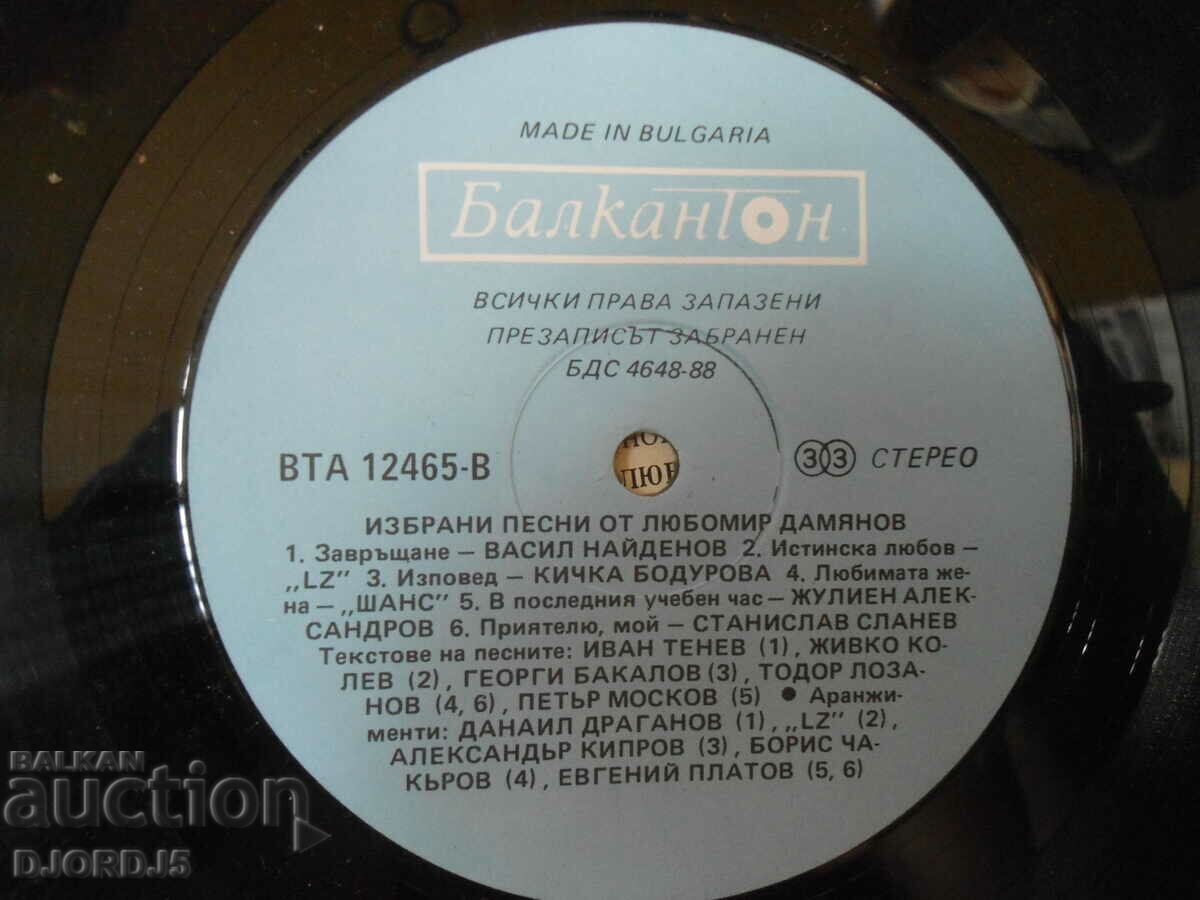 MADE IN BULGARIA
Балкантон
ВСИЧКИ ПРАВА ЗАПАЗЕНИ
ПРЕЗАПИСЪТ ЗАБРАНЕН
БДС 4648-88
ВТА 12465-В
НО
ЛЮБ
33 СТЕРЕО
ИЗБРАНИ ПЕСНИ ОТ ЛЮБОМИР ДАМЯНОВ
1. Завръщане – ВАСИЛ НАЙДЕНОВ 2. Истинска любов –
„LZ" 3. Изповед – КИЧКА БОДУРОВА 4. Любимата же-
на – „ШАНС" 5. В последния учебен час – ЖУЛИЕН АЛЕК-
САНДРОВ 6. Приятелю, мой – СТАНИСЛАВ СЛАНЕВ
Текстове на песните: ИВАН ТЕНЕВ (1), ЖИВКО КО-
ЛЕВ (2), ГЕОРГИ БАКАЛОВ (3), ТОДОР ЛОЗА-
НОВ (4, 6), ПЕТЪР МОСКОВ (5) ● Аранжи-
менти: ДАНАИЛ ДРАГАНОВ (1), „LZ" (2),
АЛЕКСАНДЪР КИПРОВ (3), БОРИС ЧА-
КЪРОВ (4), ЕВГЕНИЙ ПЛАТОВ (5, 6)
BALKAN
auction
DJORDJ5